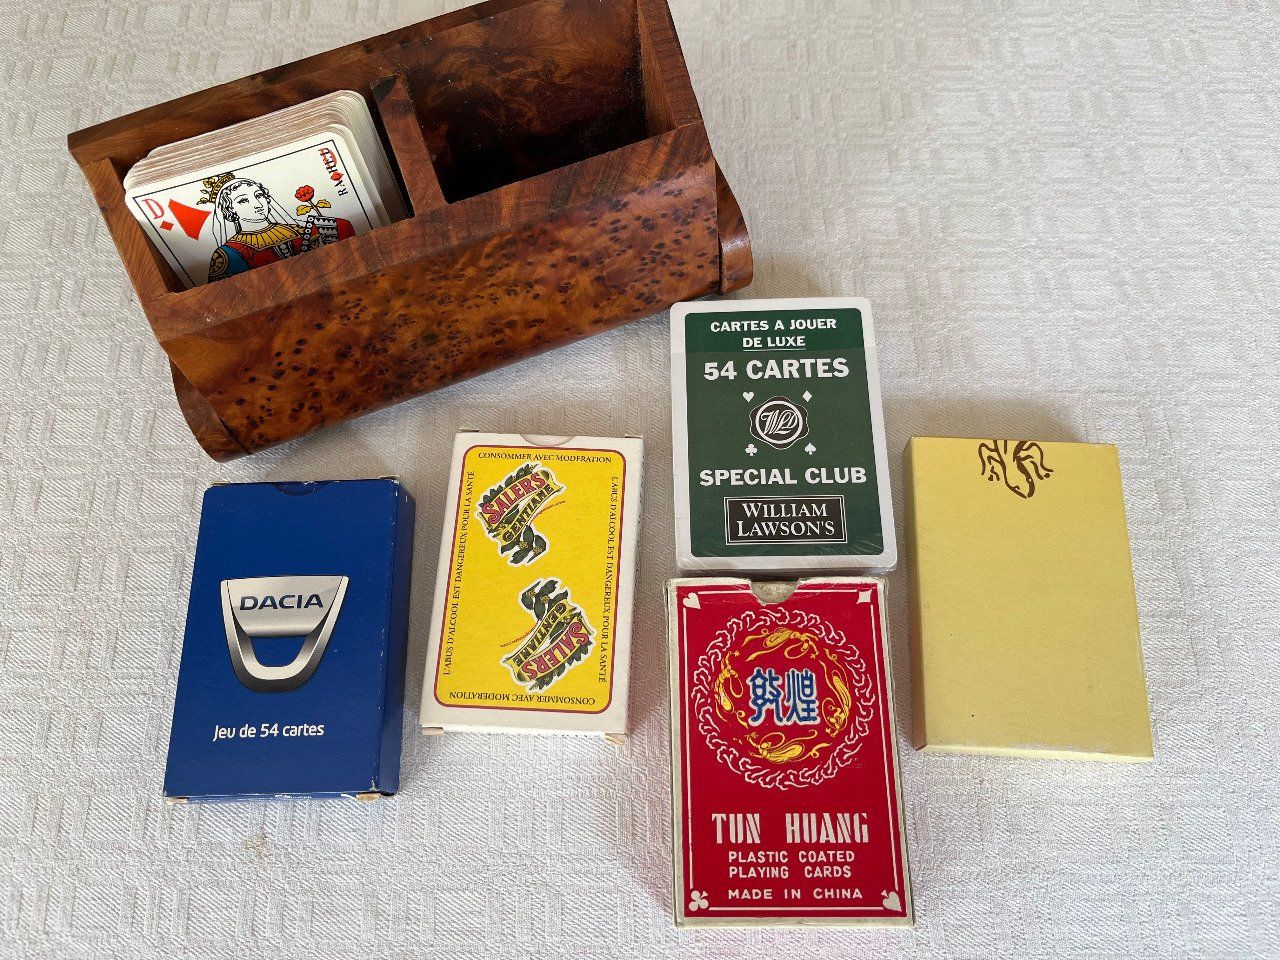 D
RACHEL
CARTES A JOUER
DE LUXE
54 CARTES
WLD
SPECIAL CLUB
WILLIAM
LAWSON'S
DACIA
Jeu de 54 cartes
CONSOMMER AVEC MODERATION
L'ABUS D'ALCOOL EST DANGEREUX POUR LA SANTÉ
L'ABUS D'ALCOOL EST DANGEREUX POUR LA SANTÉ
SALERS
GENTIANE
SALERS
GENTIANE
CONSOMMER AVEC MODERATION
敦煌
TUN HUANG
PLASTIC COATED
PLAYING CARDS
MADE IN CHINA